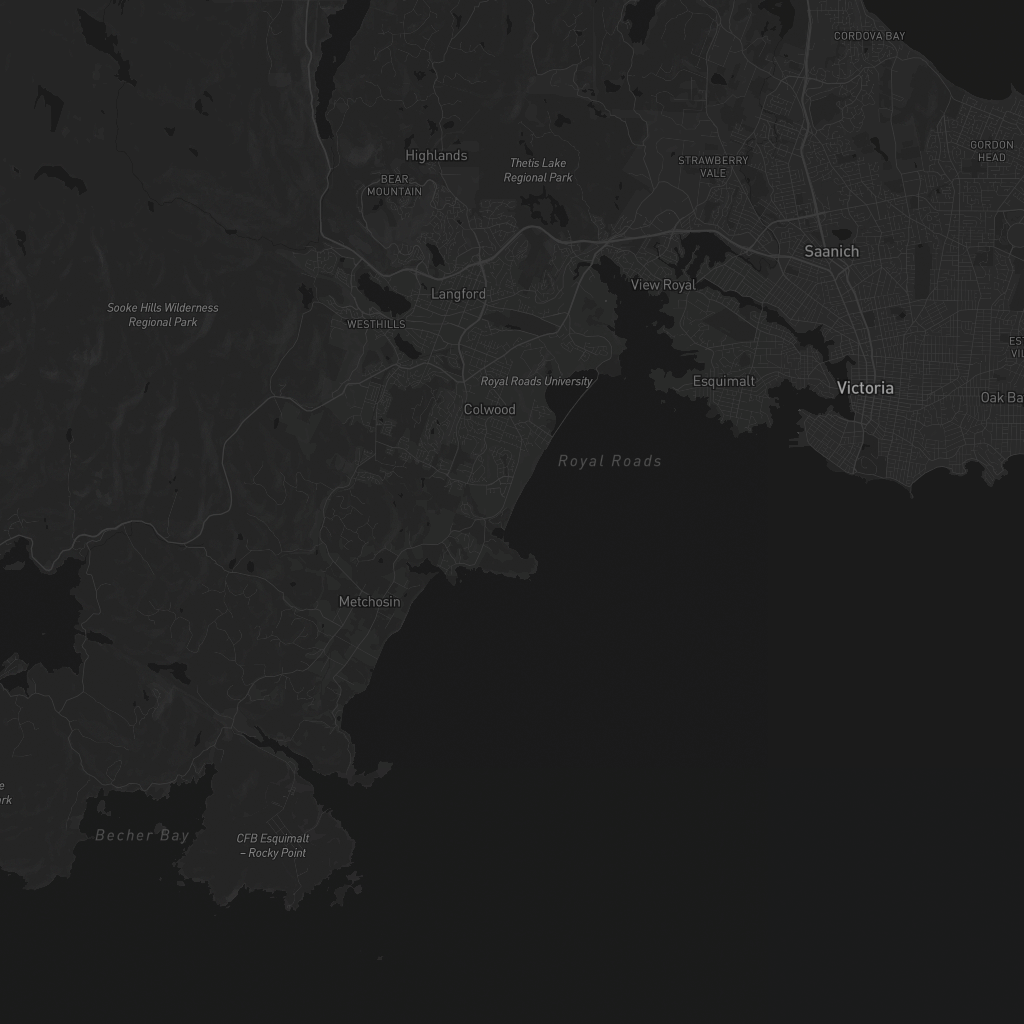 CORDOVA BAY
GORDON
HEAD
Highlands
Thetis Lake
Regional Park
STRAWBERRY
VALE
BEAR
MOUNTAIN
Saanich
View Royal
Langford
Sooke Hills Wilderness
Regional Park
WESTHILLS
EST
VIL
Royal Roads University
Esquimalt
Victoria
Oak Ba
Colwood
Royal Roads
Metchosin
e
ark
Becher Bay
CFB Esquimalt
– Rocky Point